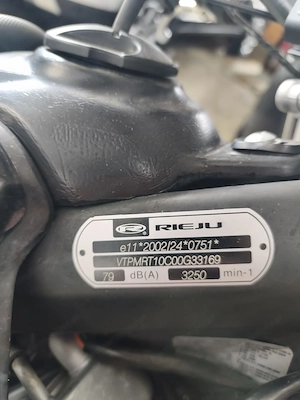 RIEJU
e11*2002/24*0751*
VTPMRT10C00G33169
79 dB(A) 3250 min-1